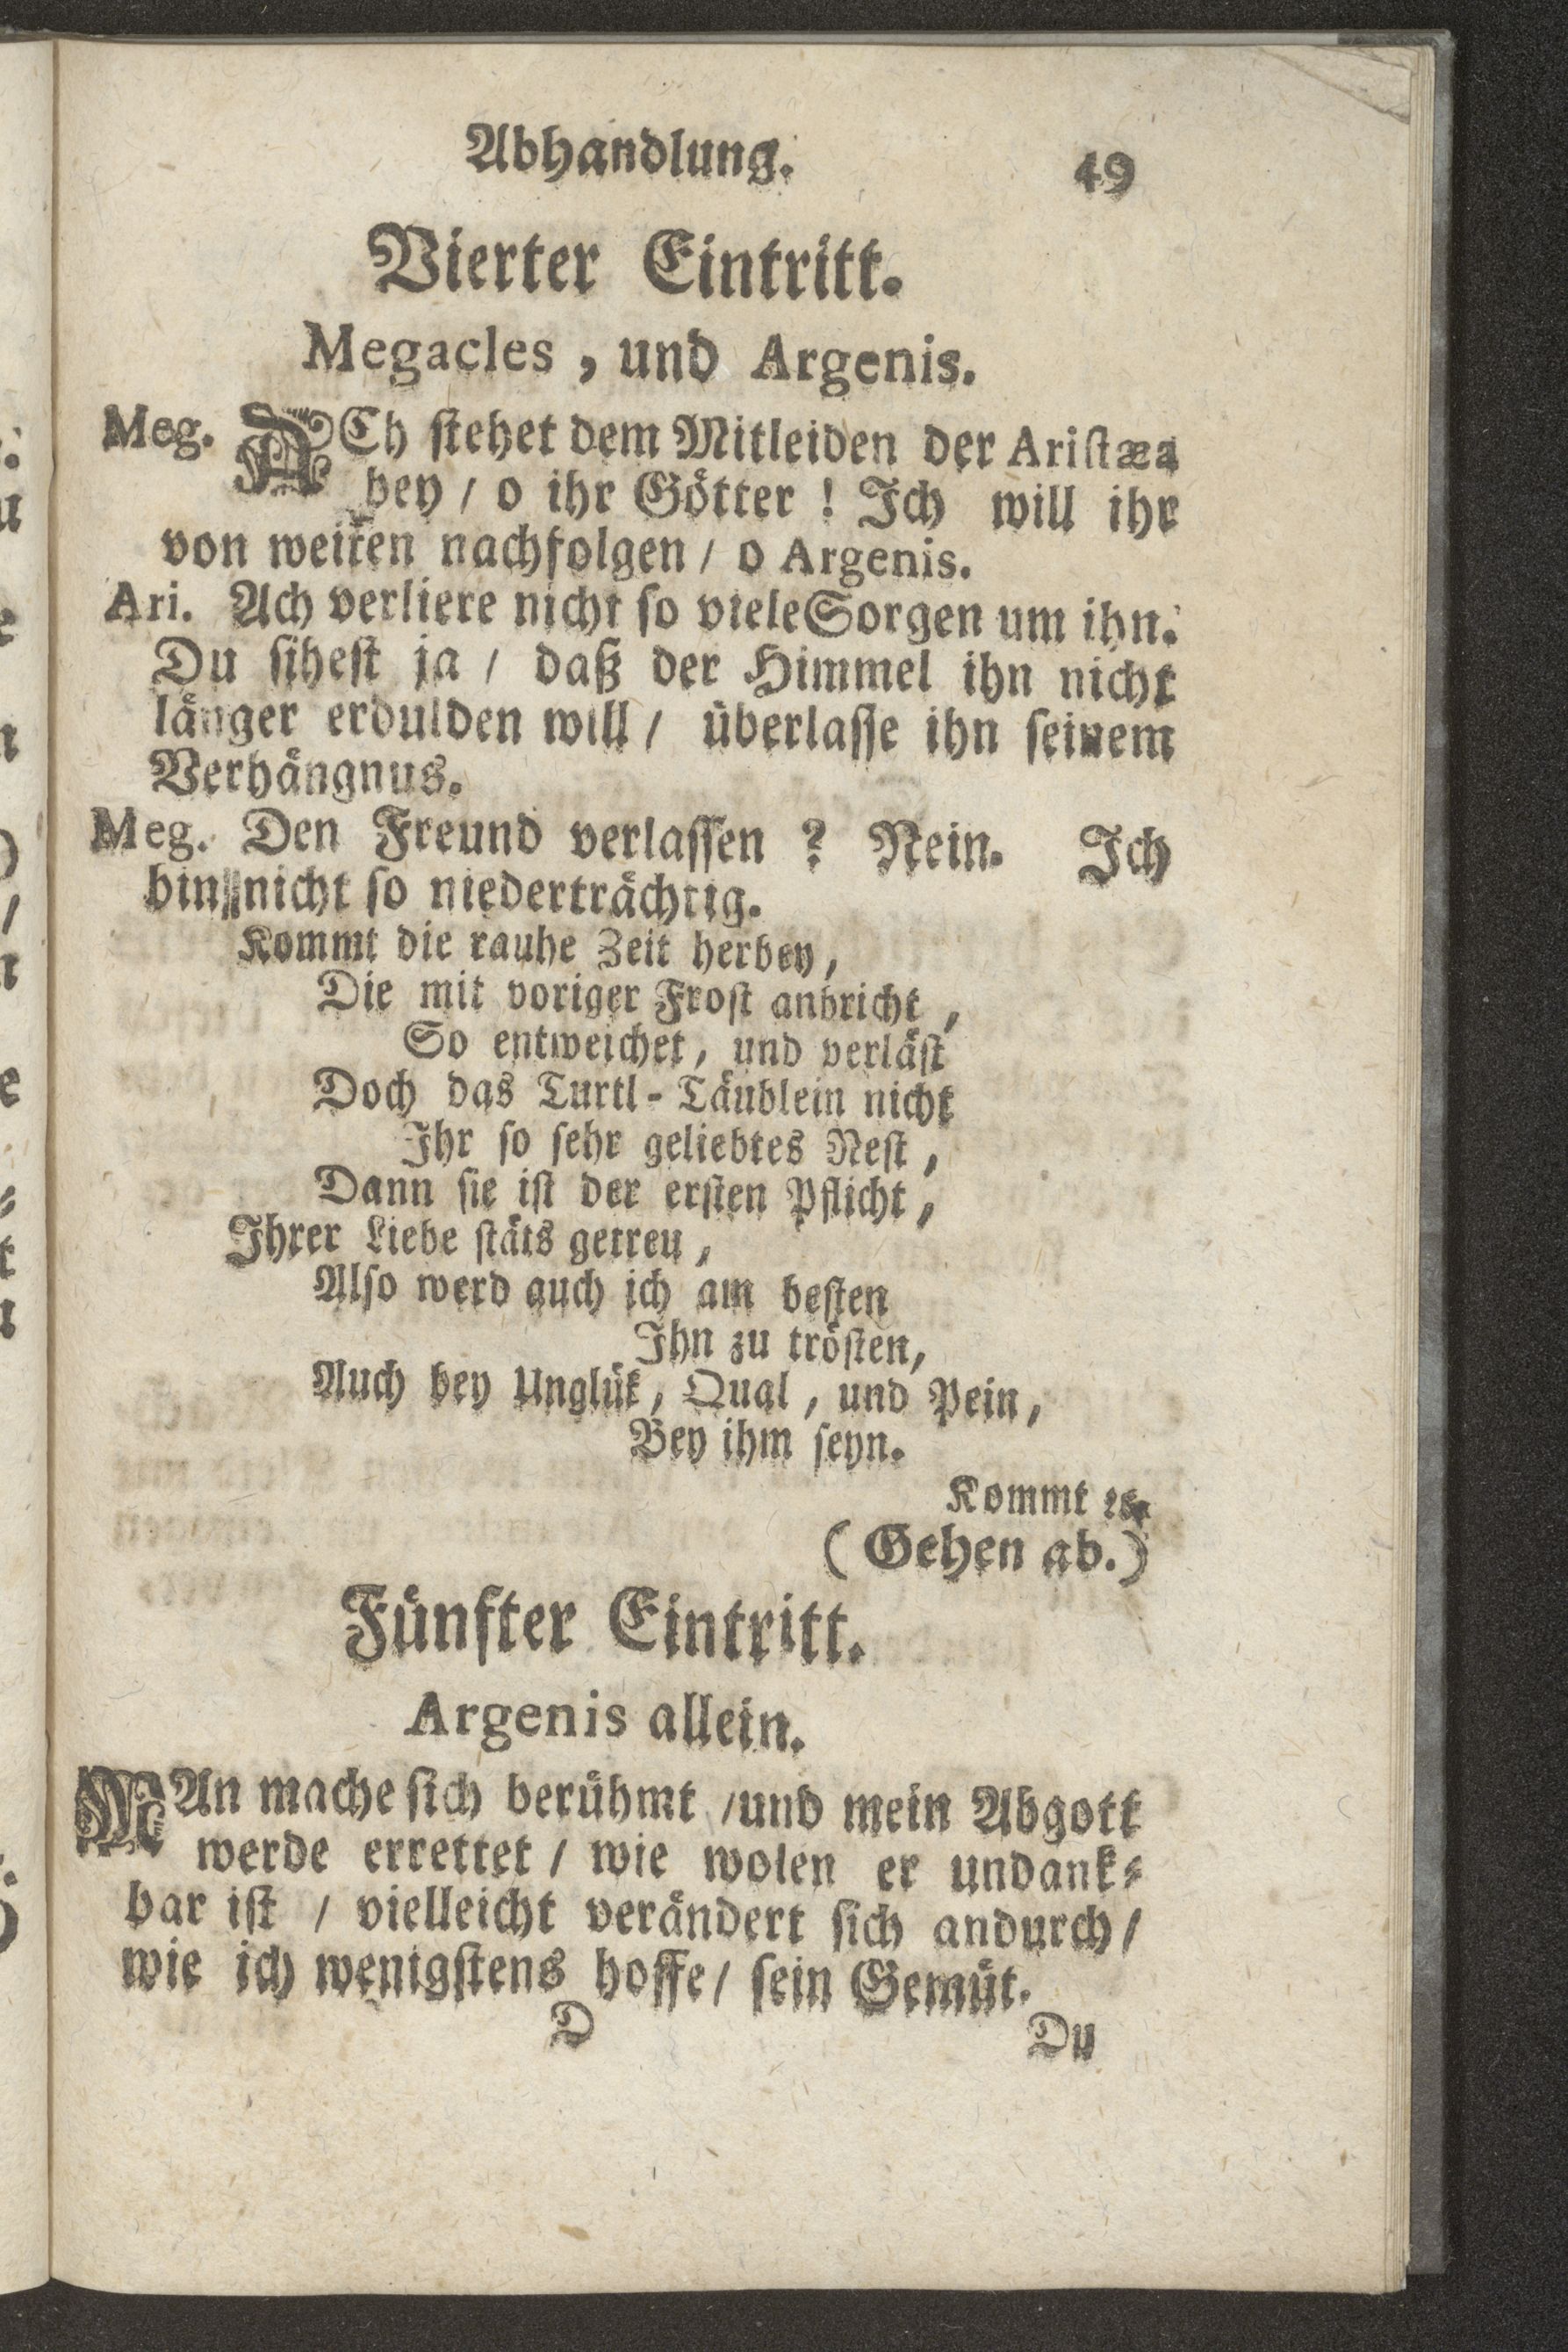 Abhandlung. 49
Vierter Eintritt.
Megacles, und Argenis.
Meg. ACh stehet dem Mitleiden der Aristæa
bey / o ihr Götter ! Ich will ihr
von weiten nachfolgen / o Argenis.
Ari. Ach verliere nicht so viele Sorgen um ihn.
Du sihest ja / daß der Himmel ihn nicht
länger erdulden will / überlasse ihn seinem
Verhängnus.
Meg. Den Freund verlassen ? Nein. Ich
bin nicht so niederträchtig.
Kommt die rauhe Zeit herbey,
Die mit voriger Frost anbricht,
So entweichet, und verläst
Doch das Turtl-Täublein nicht
Ihr so sehr geliebtes Nest,
Dann sie ist der ersten Pflicht,
Ihrer Liebe stäts getreu,
Also werd auch ich am besten
Ihn zu trösten,
Auch bey Unglük, Qual, und Pein,
Bey ihm seyn.
Kommt ꝛc.
(Gehen ab.)
Fünfter Eintritt.
Argenis allein.
MAn mache sich berühmt / und mein Abgott
werde errettet / wie wolen er undank-
bar ist / vielleicht verändert sich andurch /
wie ich wenigstens hoffe / sein Gemüt.
D Du